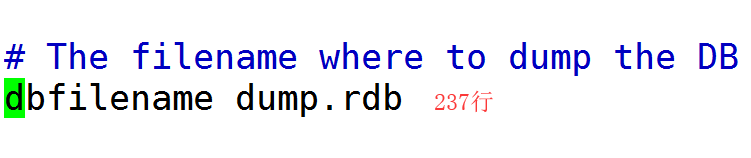 # The filename where to dump the DB
dbfilename dump.rdb 237行